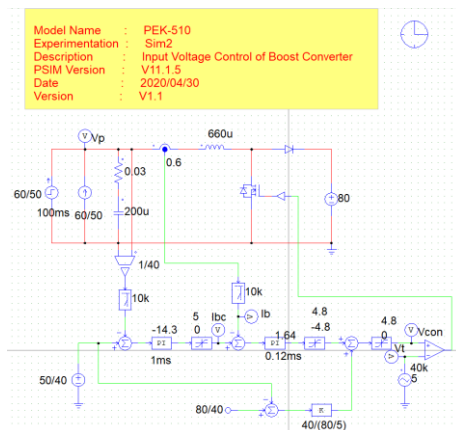 Model Name : PEK-510
Experimentation : Sim2
Description : Input Voltage Control of Boost Converter
PSIM Version : V11.1.5
Date : 2020/04/30
Version : V1.1
V Vp
660u
0.03
0.6
60/50
100ms
60/50
200u
80
1/40
10k
10k
V
Ib
-14.3
5
0
Ibc
V
1.64
4.8
-4.8
4.8
0
V
Vcon
PI
PI
1ms
0.12ms
Vt
V
40k
5
50/40
80/40
K
40/(80/5)